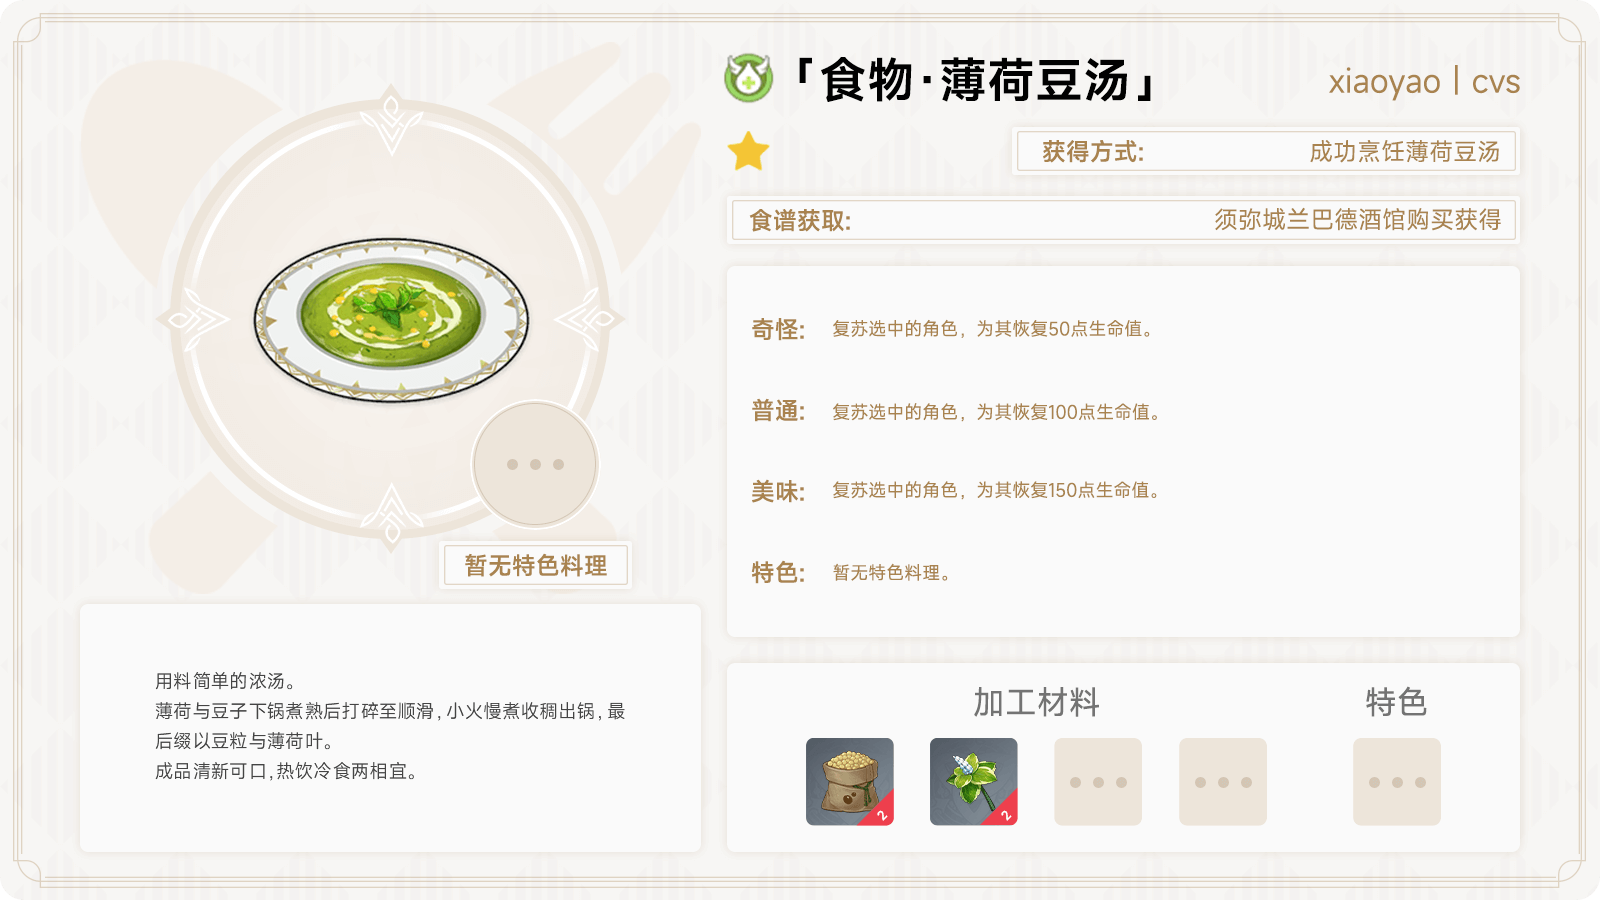 「食物·薄荷豆汤」
xiaoyao | cvs
获得方式:
成功烹饪薄荷豆汤
食谱获取:
须弥城兰巴德酒馆购买获得
奇怪:
复苏选中的角色，为其恢复50点生命值。
普通:
复苏选中的角色，为其恢复100点生命值。
美味:
复苏选中的角色，为其恢复150点生命值。
特色:
暂无特色料理。
暂无特色料理
用料简单的浓汤。
薄荷与豆子下锅煮熟后打碎至顺滑,小火慢煮收稠出锅,最
后缀以豆粒与薄荷叶。
成品清新可口,热饮冷食两相宜。
加工材料
特色
2
2